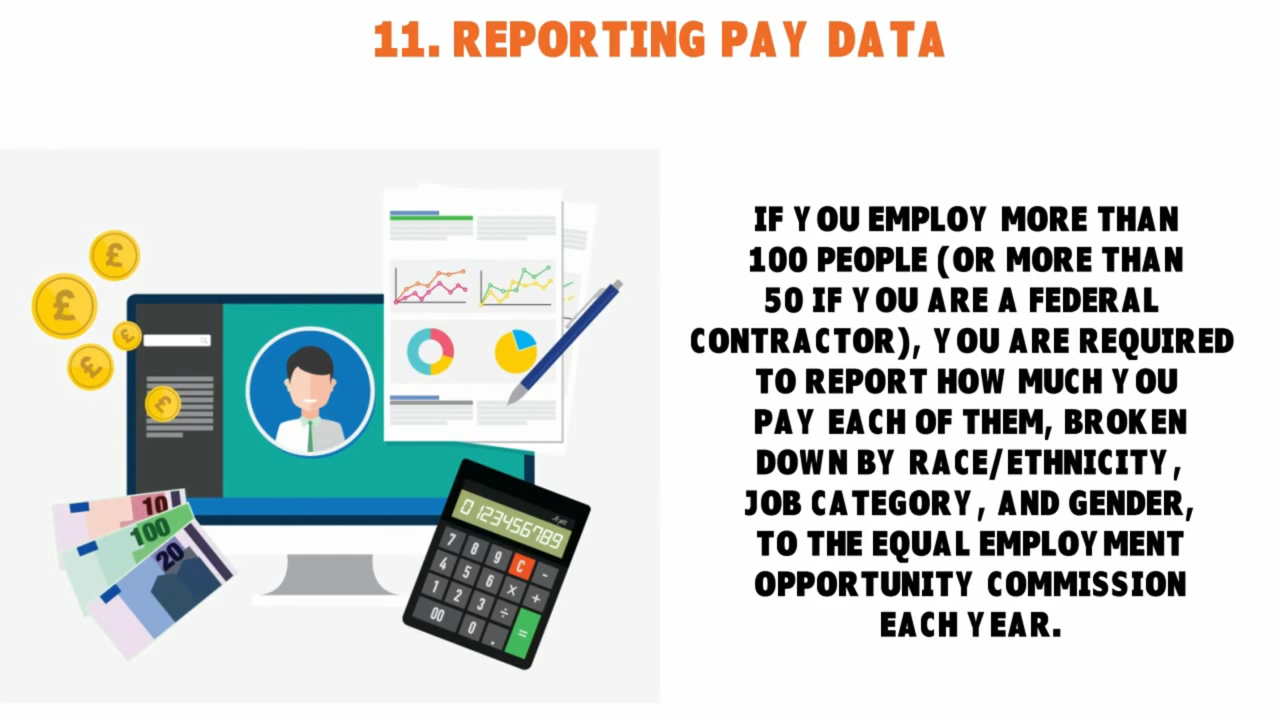 11. REPORTING PAY DATA
IF YOU EMPLOY MORE THAN
100 PEOPLE (OR MORE THAN
50 IF YOU ARE A FEDERAL
CONTRACTOR), YOU ARE REQUIRED
TO REPORT HOW MUCH YOU
PAY EACH OF THEM, BROKEN
DOWN BY RACE/ETHNICITY,
JOB CATEGORY, AND GENDER,
TO THE EQUAL EMPLOYMENT
OPPORTUNITY COMMISSION
EACH YEAR.
£
£
£
£
£
10
100
20
0123456789
7 8 9 C -
4 5 6 X +
1 2 3 ÷ =
00 0 .